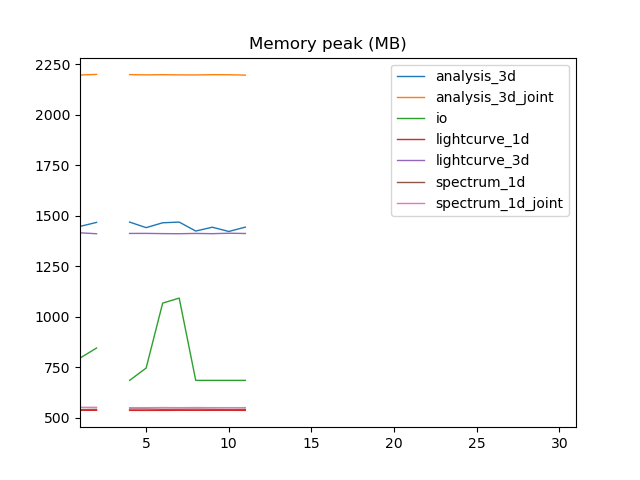 Memory peak (MB)
2250
2000
1750
1500
1250
1000
750
500
5
10
15
20
25
30
analysis_3d
analysis_3d_joint
io
lightcurve_1d
lightcurve_3d
spectrum_1d
spectrum_1d_joint